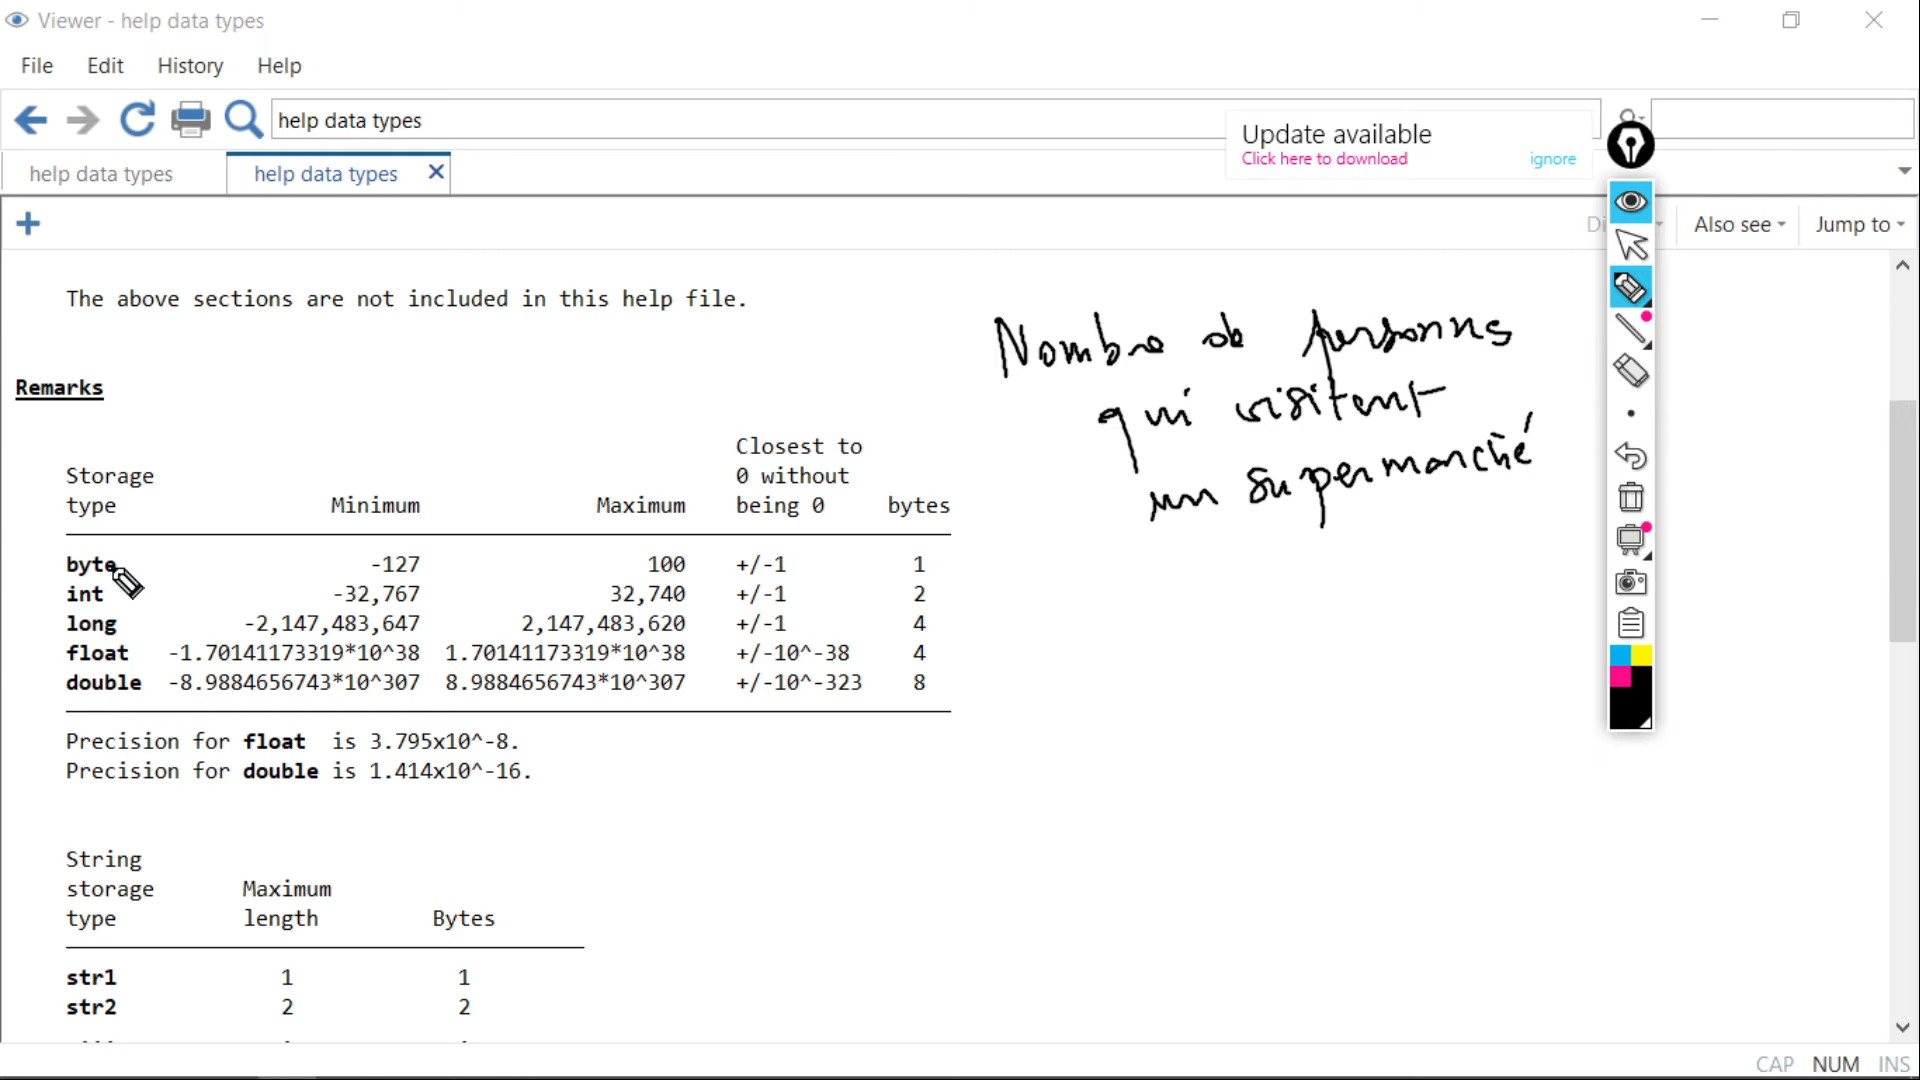 Viewer - help data types
File Edit History Help
help data types
Update available
Click here to download ignore
help data types help data types
Also see Jump to
The above sections are not included in this help file.
Nombre de personnes
qui visitent
un supermarché
Remarks
Closest to
Storage 0 without
type Minimum Maximum being 0 bytes
byte -127 100 +/-1 1
int -32,767 32,740 +/-1 2
long -2,147,483,647 2,147,483,620 +/-1 4
float -1.70141173319*10^38 1.70141173319*10^38 +/-10^-38 4
double -8.9884656743*10^307 8.9884656743*10^307 +/-10^-323 8
Precision for float is 3.795x10^-8.
Precision for double is 1.414x10^-16.
String
storage Maximum
type length Bytes
str1 1 1
str2 2 2
CAP NUM INS